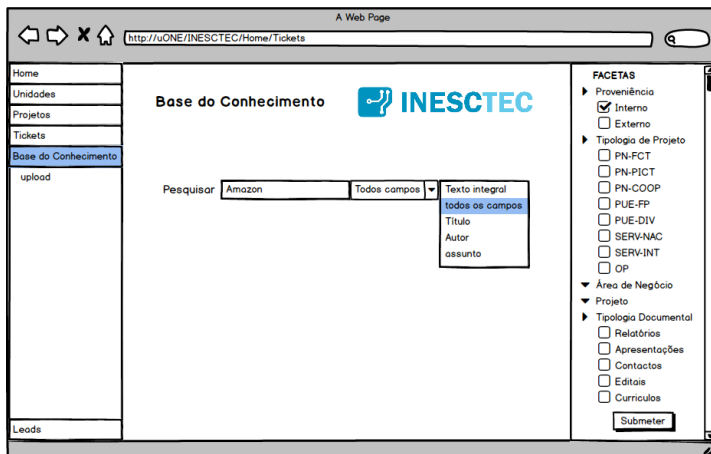 A Web Page
http://uONE/INESCTEC/Home/Tickets
Home
Unidades
Projetos
Tickets
Base do Conhecimento
upload
Leads
Base do Conhecimento
INESCTEC
Pesquisar
Amazon
Todos campos
Texto integral
todos os campos
Título
Autor
assunto
FACETAS
Proveniência
Interno
Externo
Tipologia de Projeto
PN-FCT
PN-PICT
PN-COOP
PUE-FP
PUE-DIV
SERV-NAC
SERV-INT
OP
Área de Negócio
Projeto
Tipologia Documental
Relatórios
Apresentações
Contactos
Editais
Curriculos
Submeter